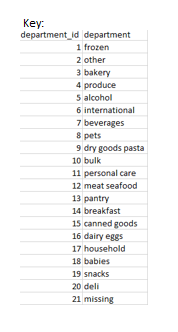 Key:
department_id department
1 frozen
2 other
3 bakery
4 produce
5 alcohol
6 international
7 beverages
8 pets
9 dry goods pasta
10 bulk
11 personal care
12 meat seafood
13 pantry
14 breakfast
15 canned goods
16 dairy eggs
17 household
18 babies
19 snacks
20 deli
21 missing